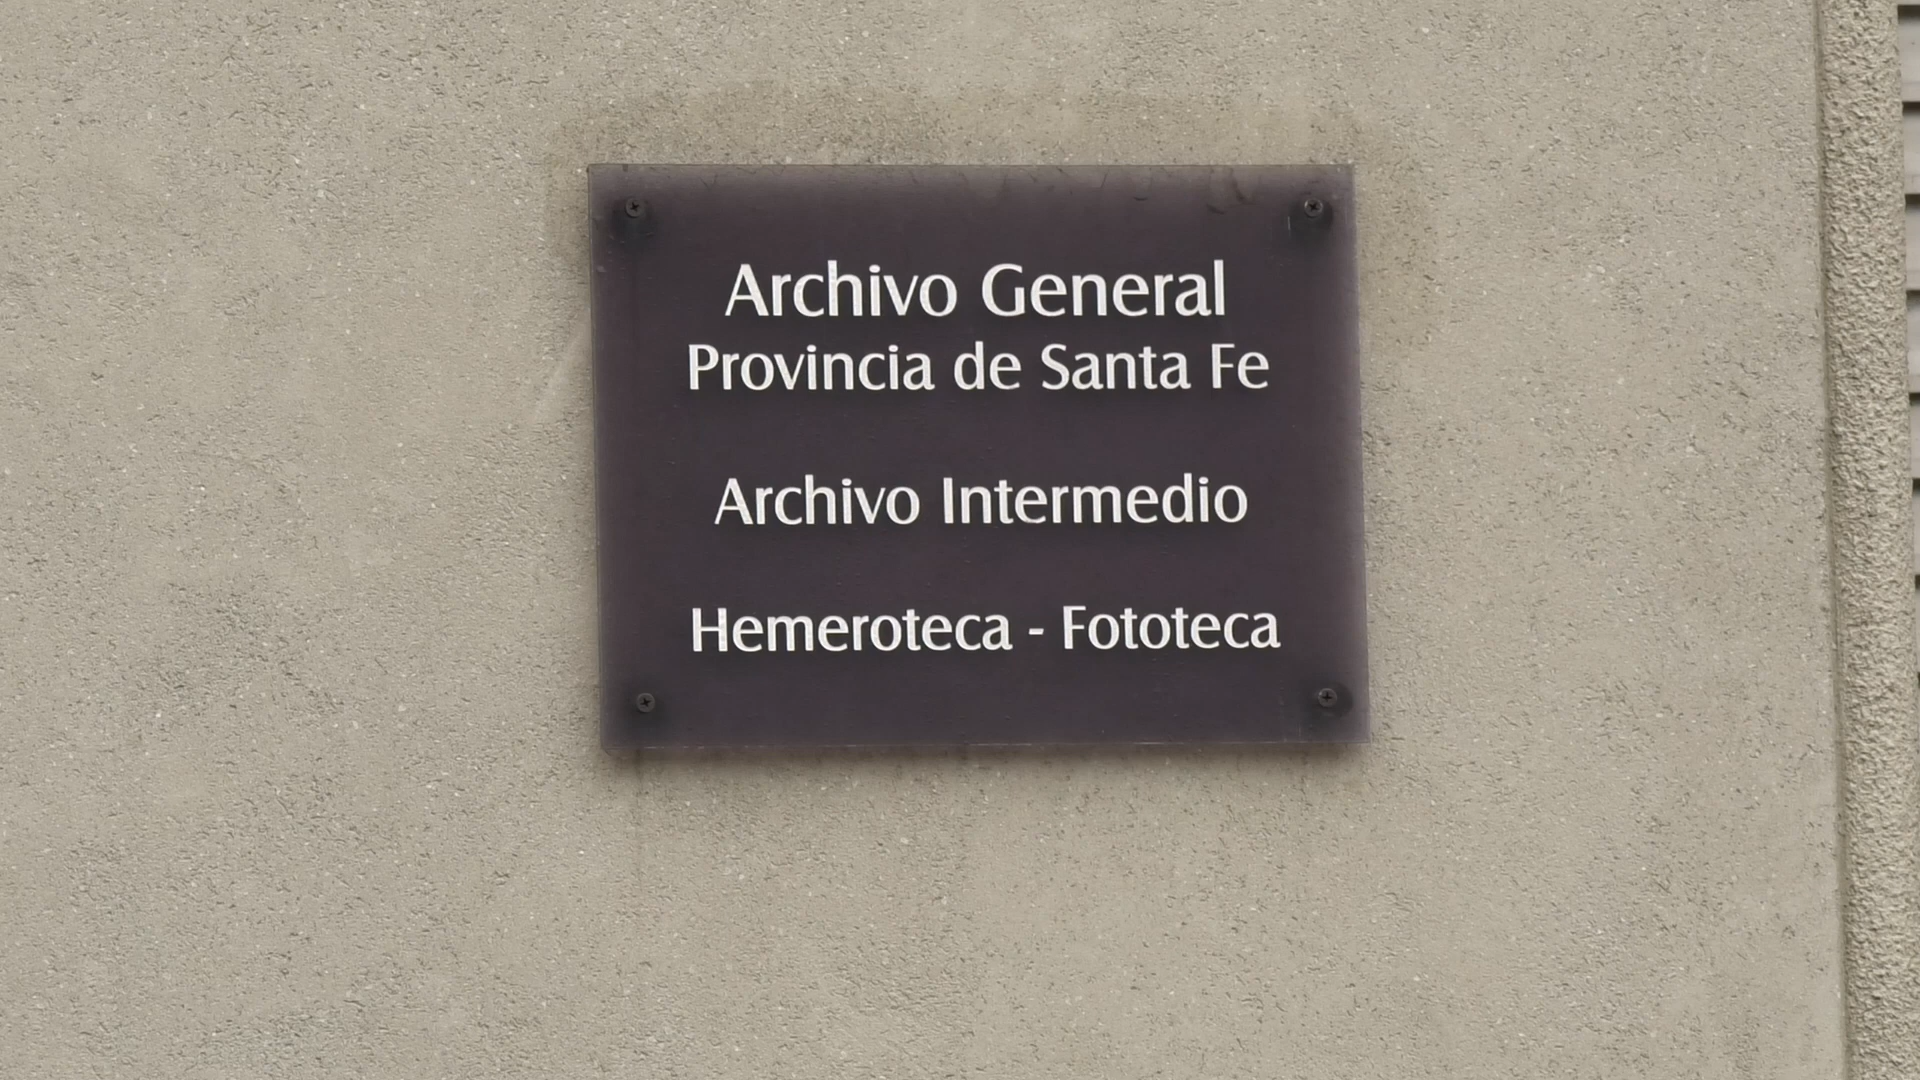 Archivo General
Provincia de Santa Fe
Archivo Intermedio
Hemeroteca - Fototeca